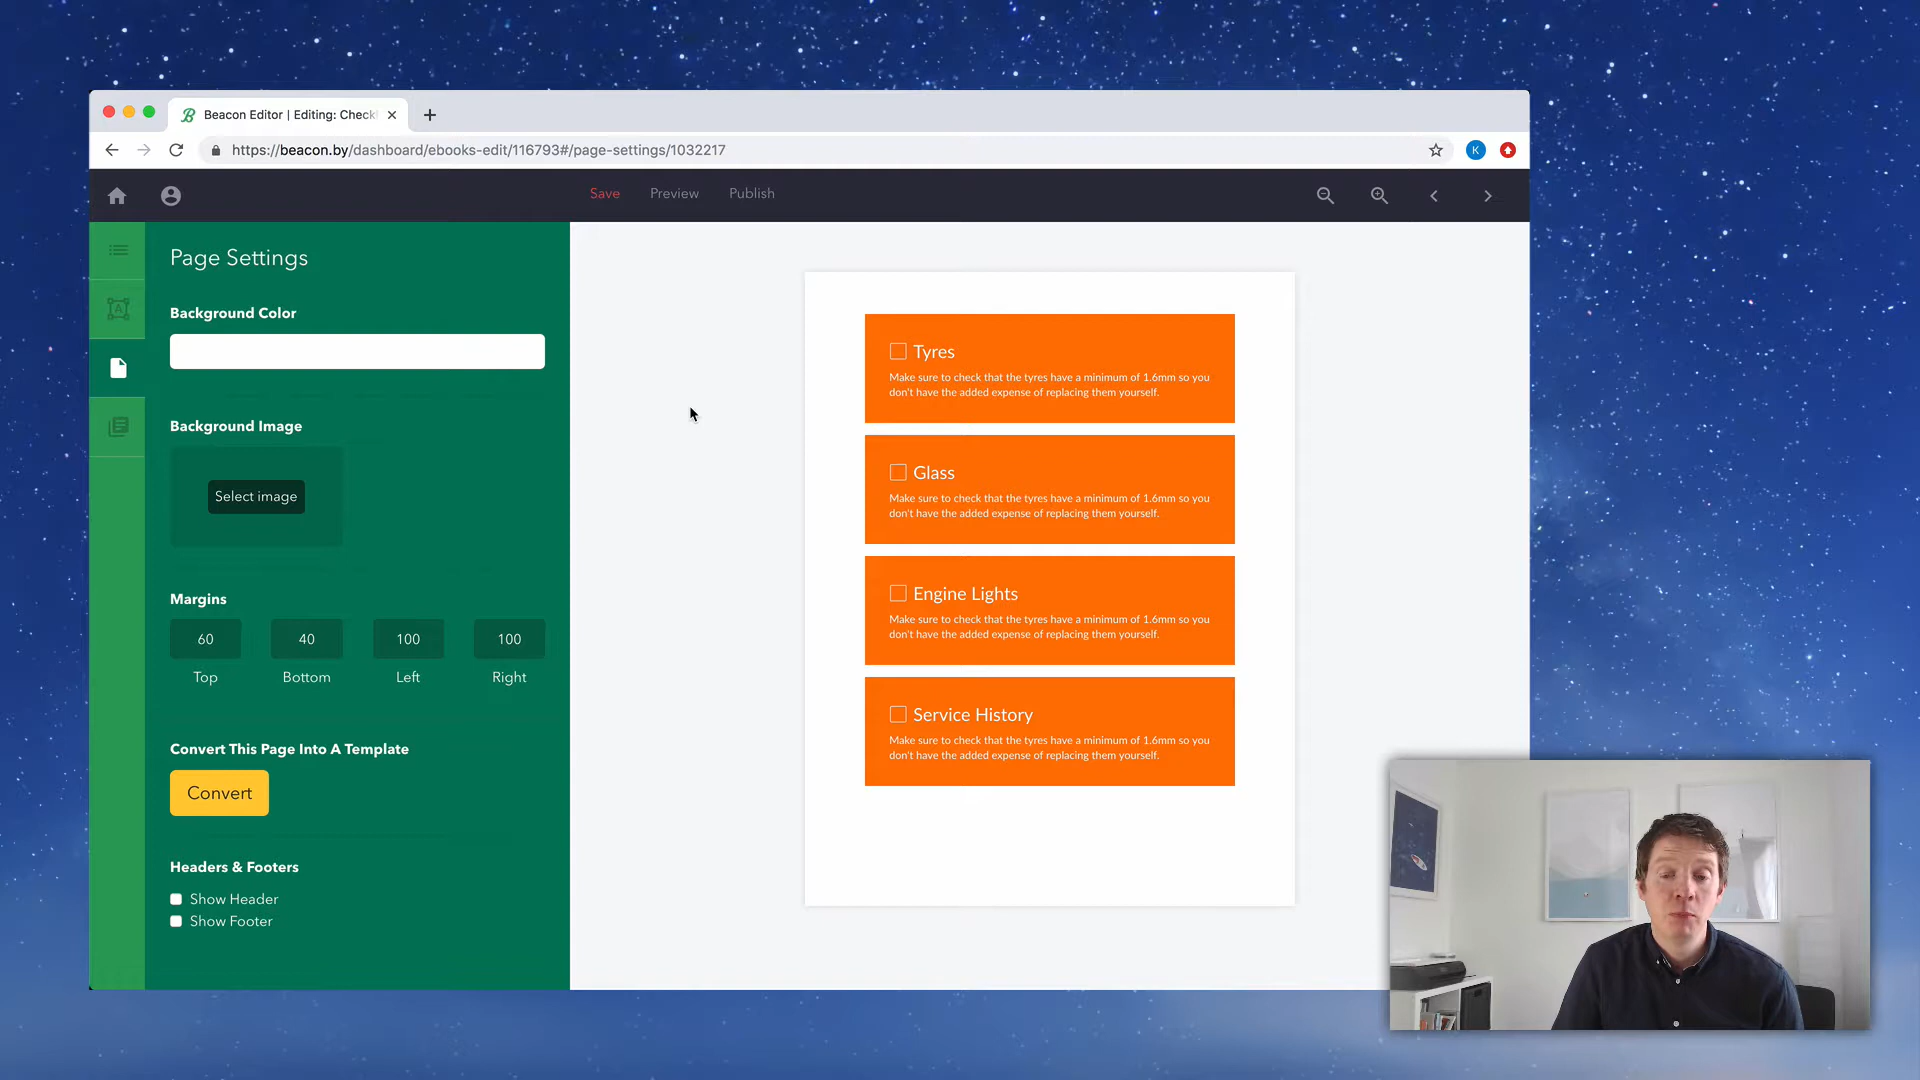 Beacon Editor | Editing: Check
https://beacon.by/dashboard/ebooks-edit/116793#/page-settings/1032217
K
Save Preview Publish
Page Settings
Background Color
Background Image
Select image
Margins
60 40 100 100
Top Bottom Left Right
Convert This Page Into A Template
Convert
Headers & Footers
Show Header
Show Footer
Tyres
Make sure to check that the tyres have a minimum of 1.6mm so you
don't have the added expense of replacing them yourself.
Glass
Make sure to check that the tyres have a minimum of 1.6mm so you
don't have the added expense of replacing them yourself.
Engine Lights
Make sure to check that the tyres have a minimum of 1.6mm so you
don't have the added expense of replacing them yourself.
Service History
Make sure to check that the tyres have a minimum of 1.6mm so you
don't have the added expense of replacing them yourself.